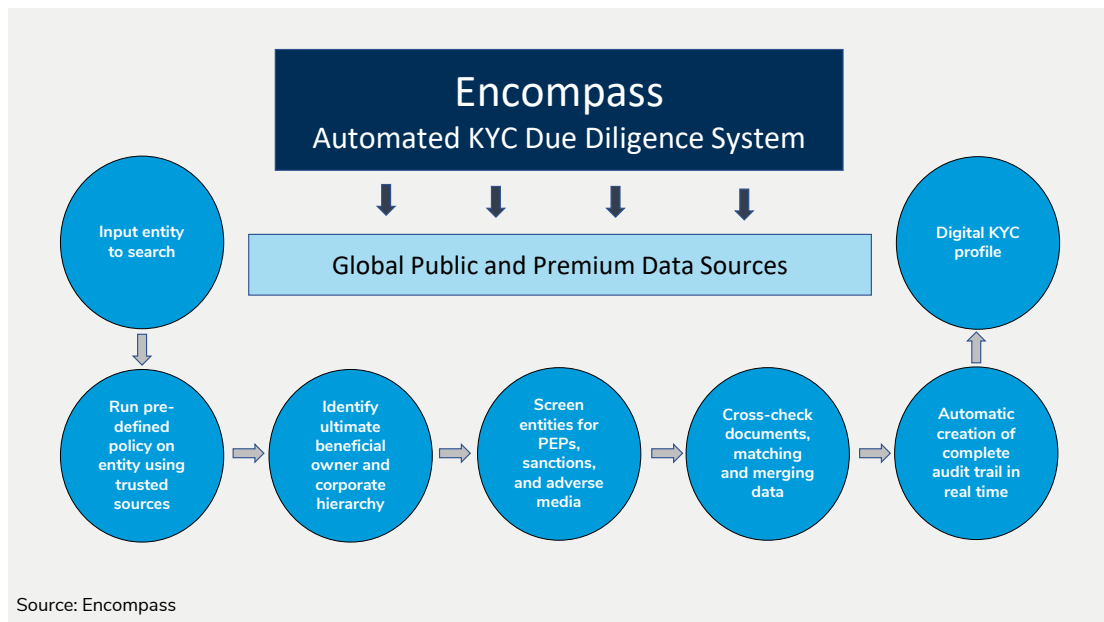 Encompass
Automated KYC Due Diligence System
Global Public and Premium Data Sources
Input entity
to search
Run pre-
defined
policy on
entity using
trusted
sources
Identify
ultimate
beneficial
owner and
corporate
hierarchy
Screen
entities for
PEPs,
sanctions,
and adverse
media
Cross-check
documents,
matching
and merging
data
Automatic
creation of
complete
audit trail in
real time
Digital KYC
profile
Source: Encompass